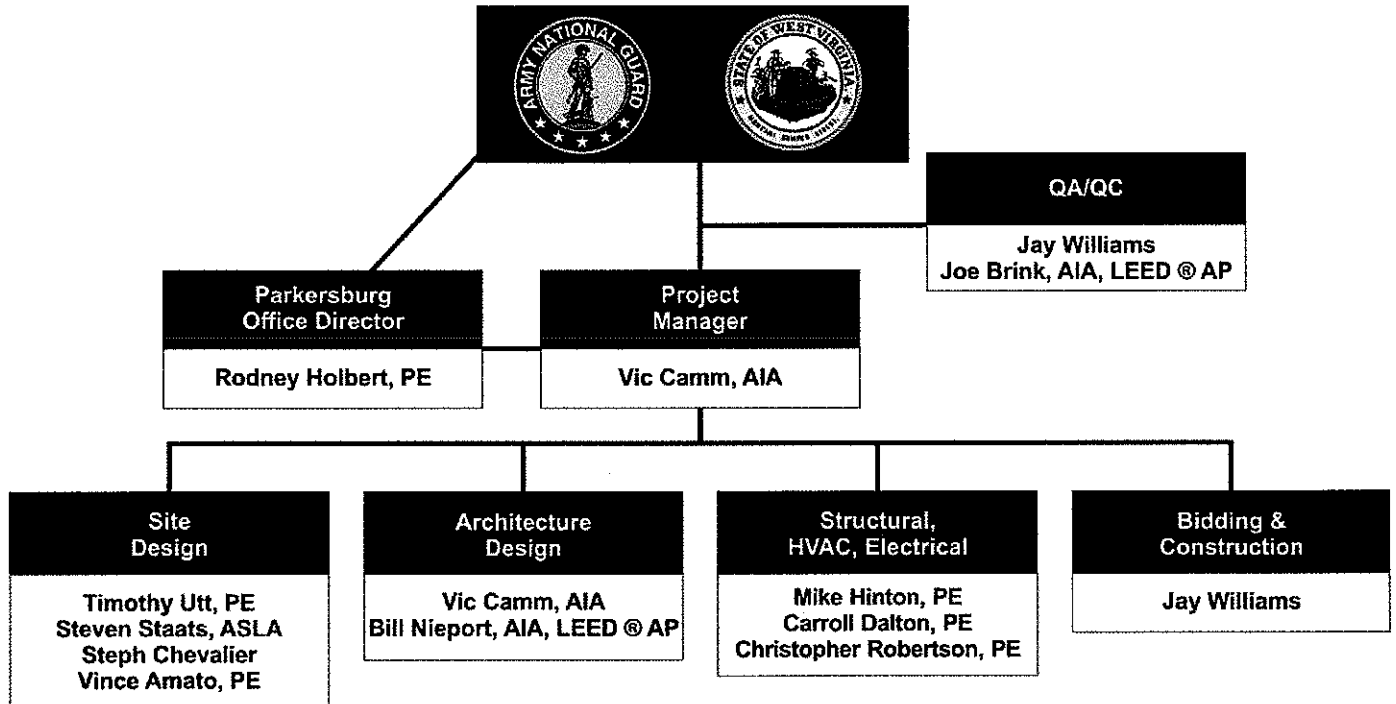 ARMY NATIONAL GUARD
STATE OF WEST VIRGINIA
QA/QC
Jay Williams
Joe Brink, AIA, LEED ® AP
Parkersburg
Office Director
Rodney Holbert, PE
Project
Manager
Vic Camm, AIA
Site
Design
Timothy Utt, PE
Steven Staats, ASLA
Steph Chevalier
Vince Amato, PE
Architecture
Design
Vic Camm, AIA
Bill Nieport, AIA, LEED ® AP
Structural,
HVAC, Electrical
Mike Hinton, PE
Carroll Dalton, PE
Christopher Robertson, PE
Bidding &
Construction
Jay Williams